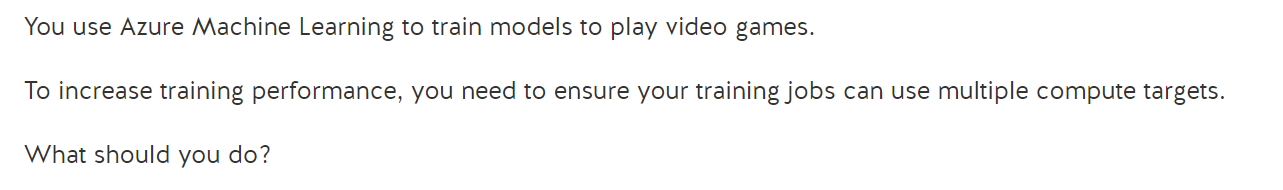 You use Azure Machine Learning to train models to play video games.
To increase training performance, you need to ensure your training jobs can use multiple compute targets.
What should you do?